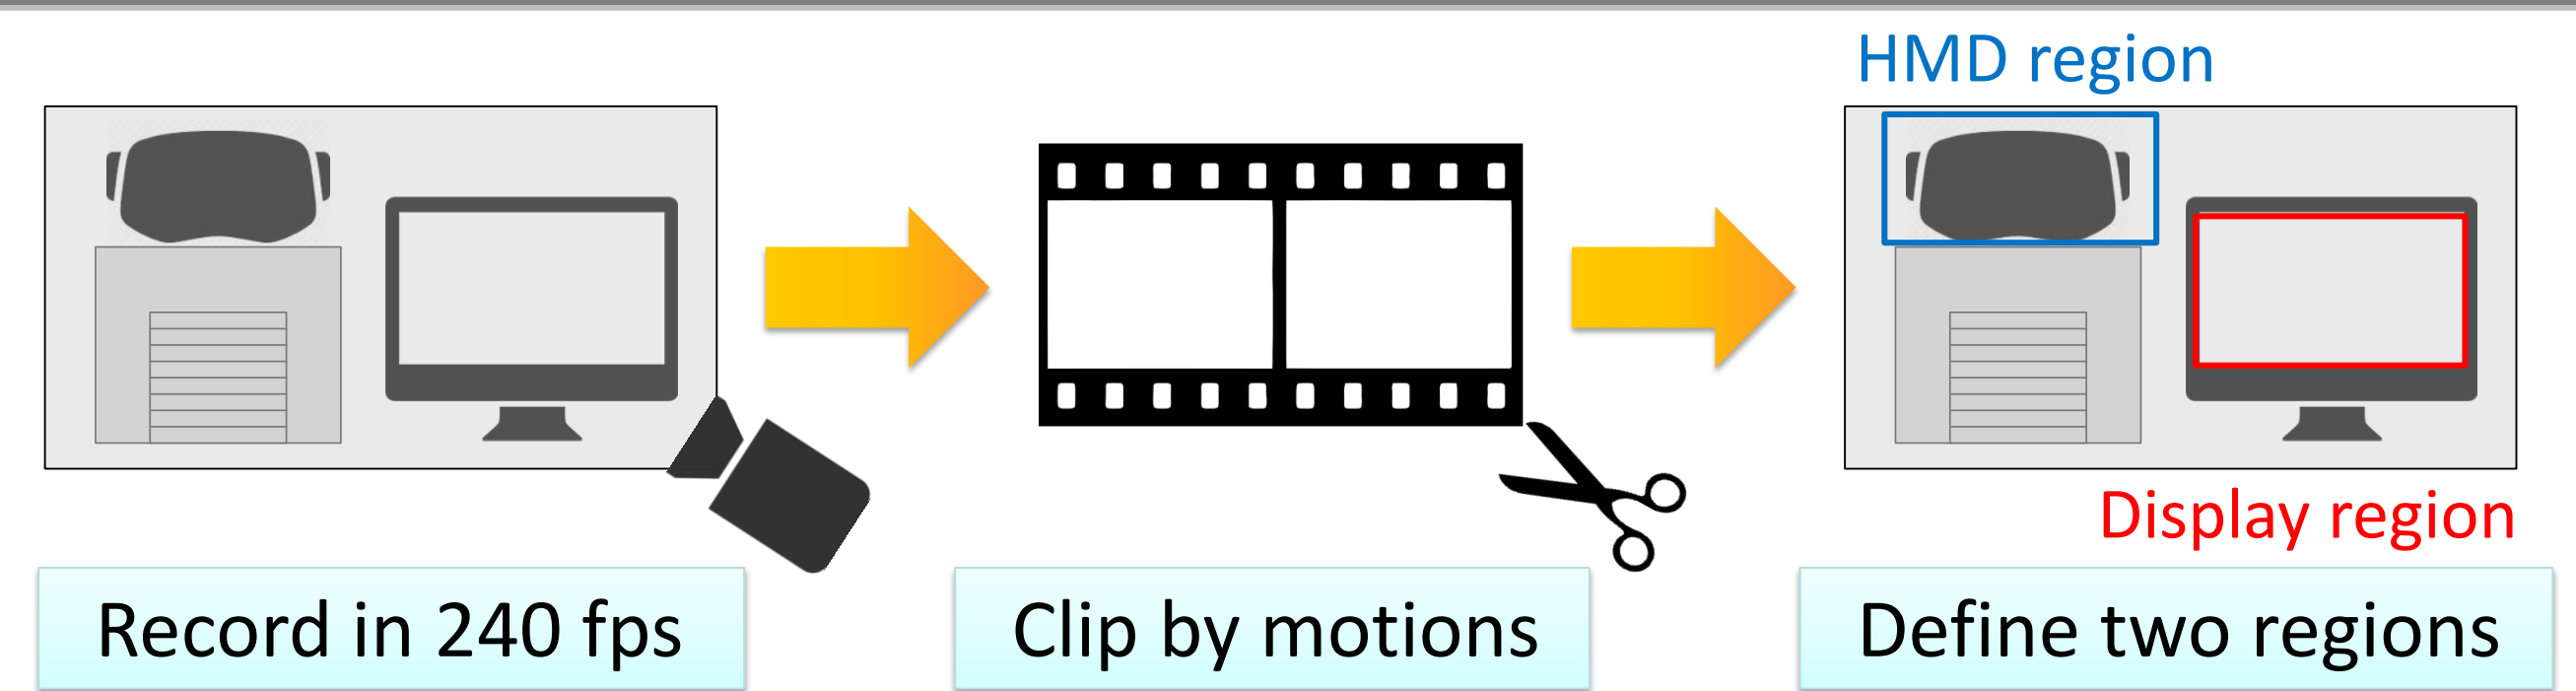 HMD region
Display region
Record in 240 fps
Clip by motions
Define two regions